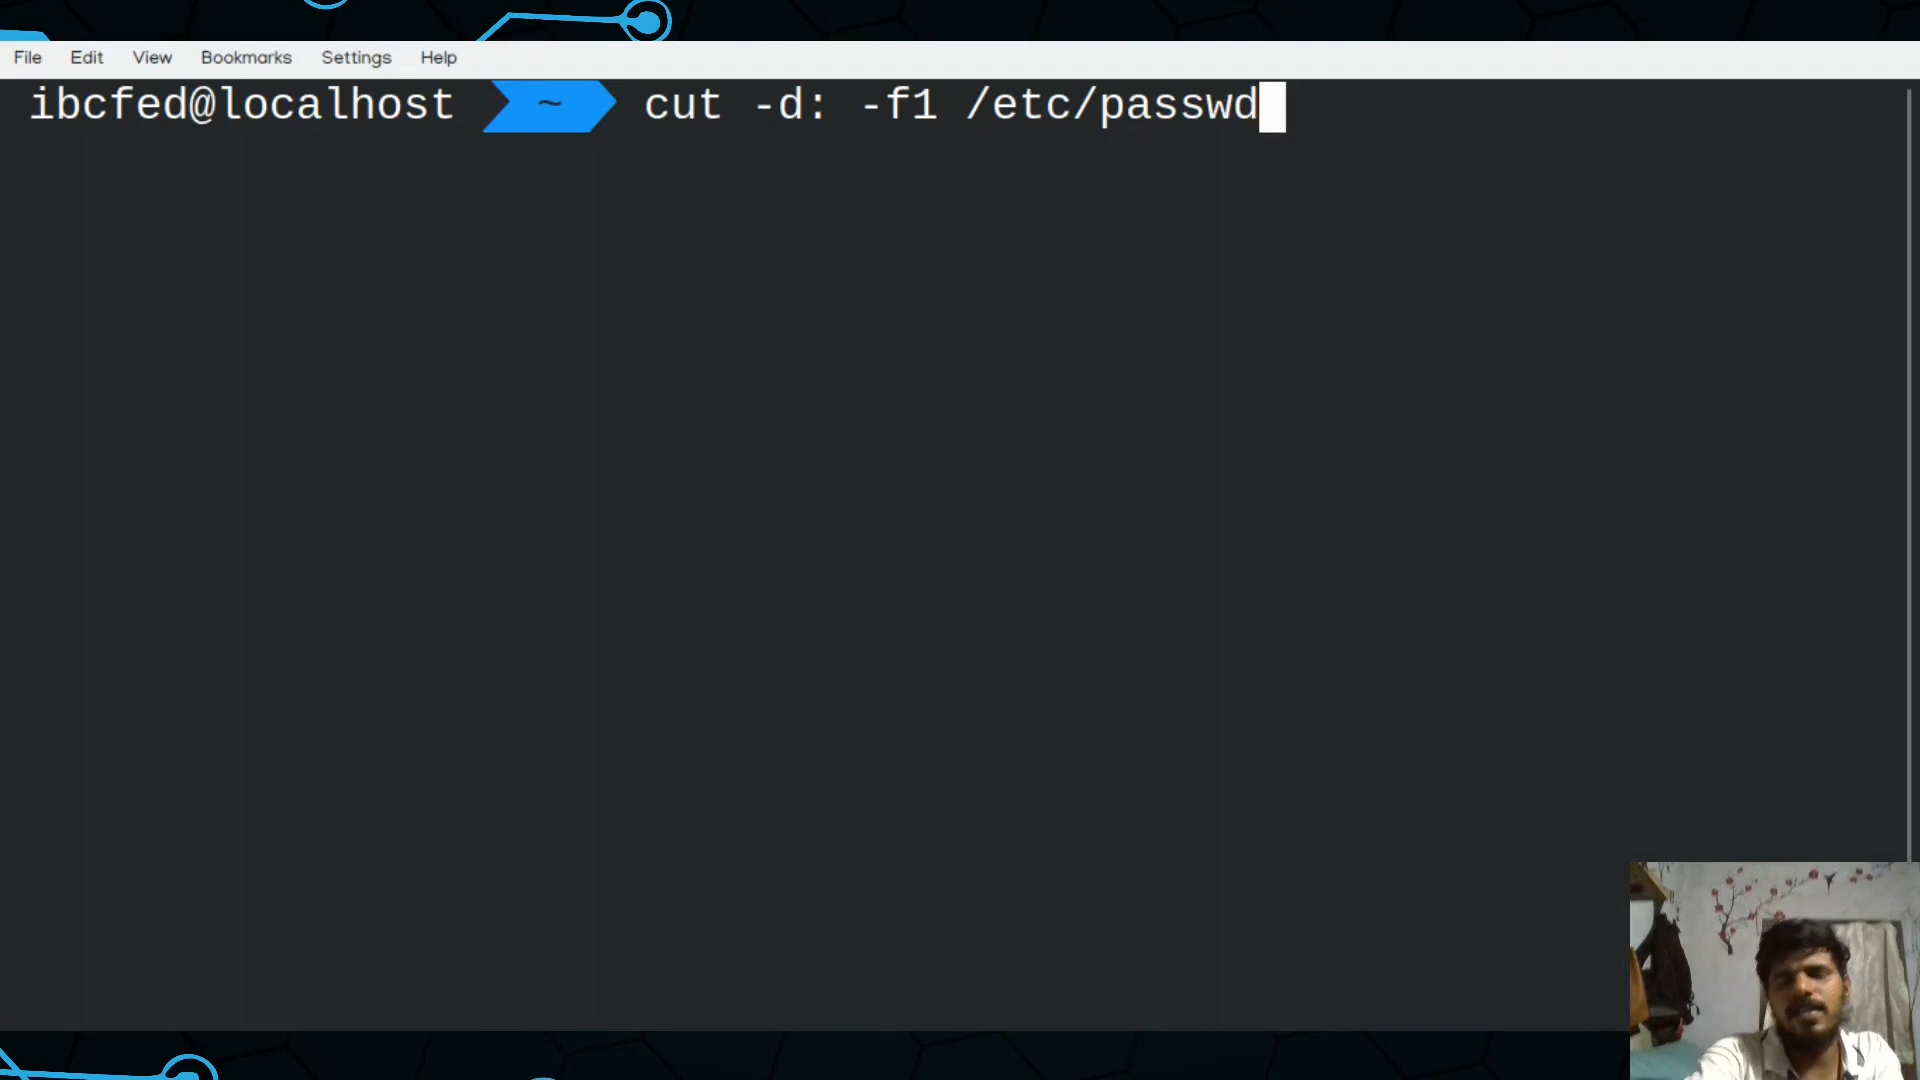 File Edit View Bookmarks Settings Help
ibcfed@localhost ~ cut -d: -f1 /etc/passwd